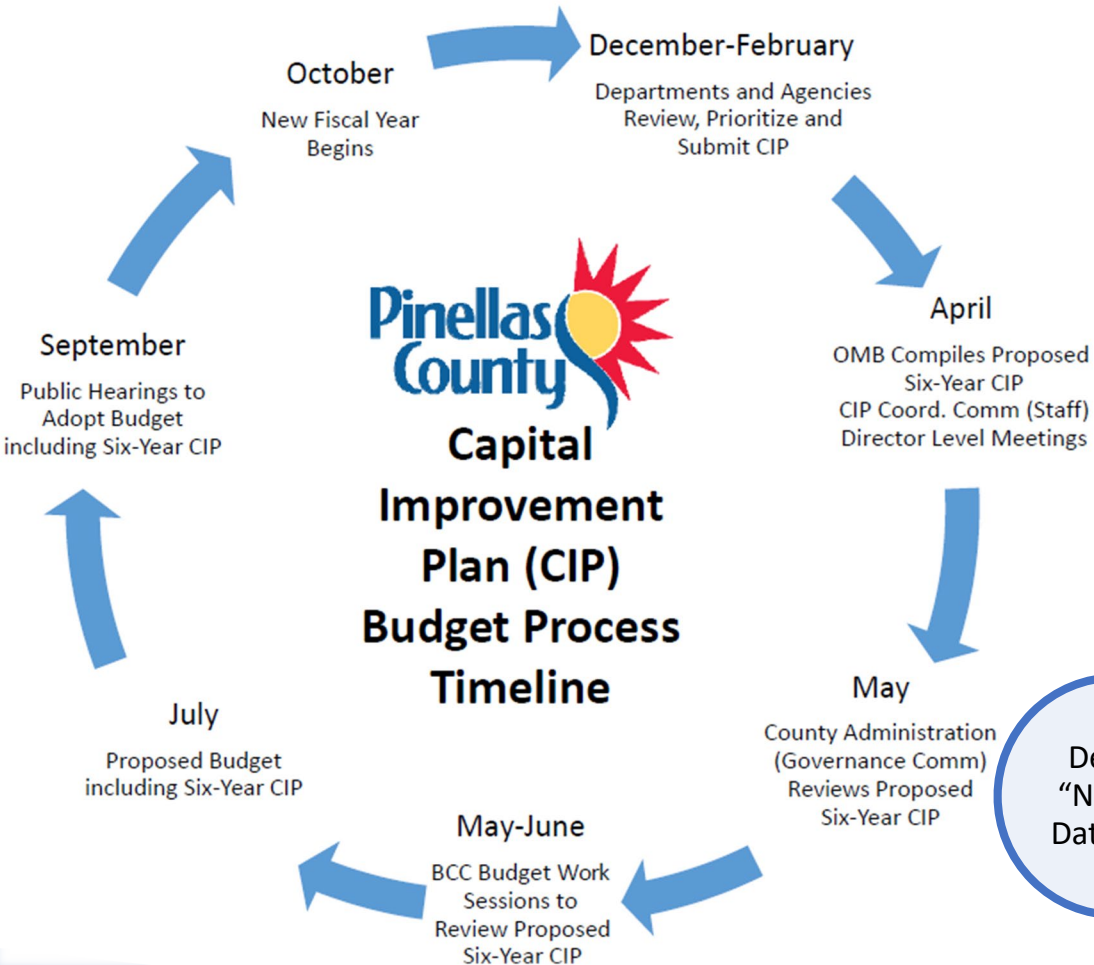 October
New Fiscal Year
Begins
December-February
Departments and Agencies
Review, Prioritize and
Submit CIP
April
OMB Compiles Proposed
Six-Year CIP
CIP Coord. Comm (Staff)
Director Level Meetings
May
County Administration
(Governance Comm)
Reviews Proposed
Six-Year CIP
May-June
BCC Budget Work
Sessions to
Review Proposed
Six-Year CIP
July
Proposed Budget
including Six-Year CIP
September
Public Hearings to
Adopt Budget
including Six-Year CIP
Pinellas
County
Capital
Improvement
Plan (CIP)
Budget Process
Timeline